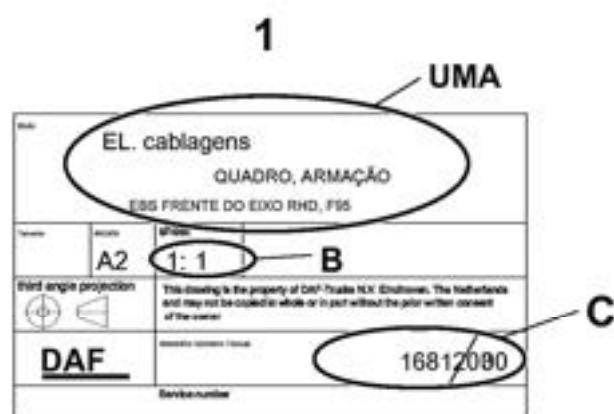 1
UMA
EL. cablagens
QUADRO, ARMAÇÃO
EBS FRENTE DO EIXO RHD, F95
A2
1: 1
B
third angle projection
This drawing is the property of DAF Trucks N.V. Eindhoven. The Netherlands
and may not be copied in whole or in part without the prior written consent
of the owner
C
DAF
Service number